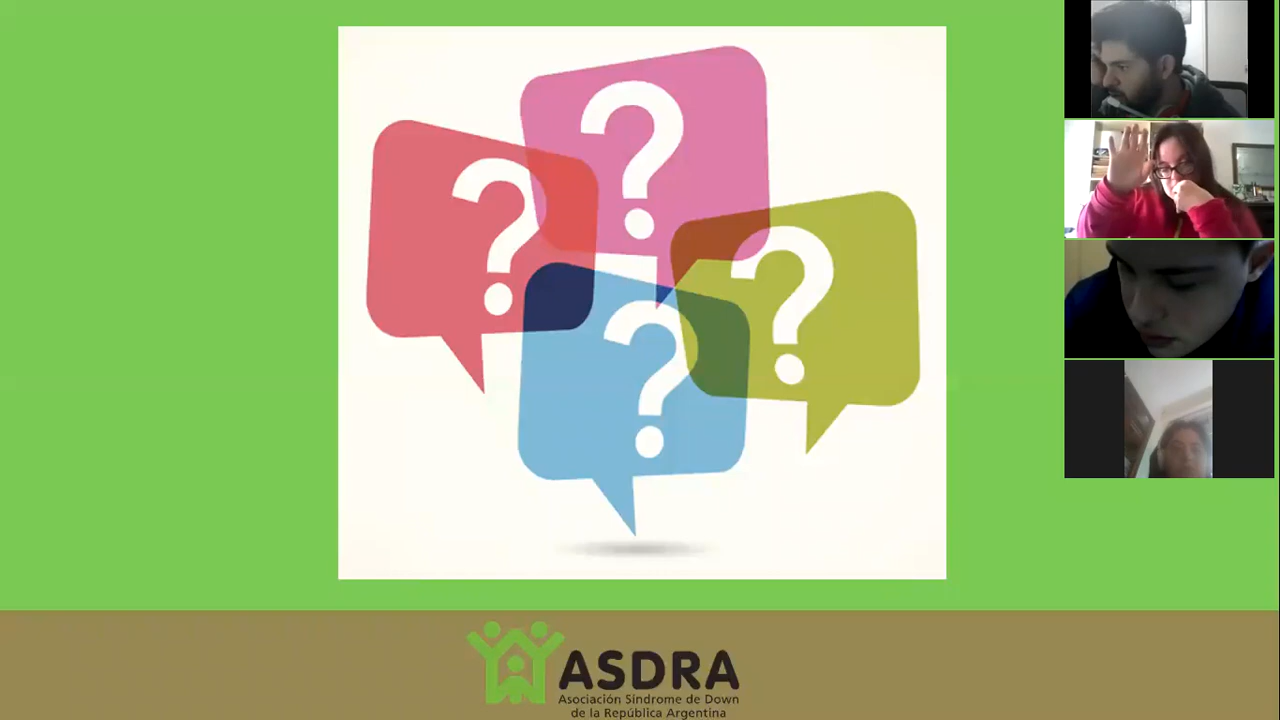 ? 
?
?
?
ASDRA
Asociación Síndrome de Down
de la República Argentina